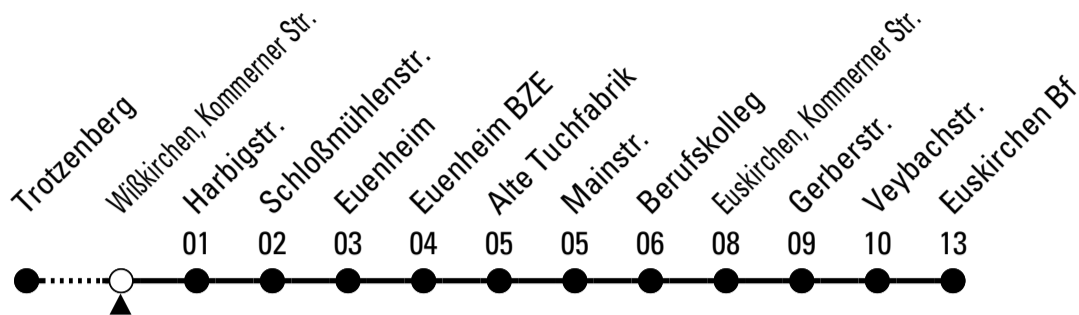 Trotzenberg
Wißkirchen, Kommerner Str.
Harbigstr.
Schloßmühlenstr.
Euenheim
Euenheim BZE
Alte Tuchfabrik
Mainstr.
Berufskolleg
Euskirchen, Kommerner Str.
Gerberstr.
Veybachstr.
Euskirchen Bf
01 02 03 04 05 05 06 08 09 10 13